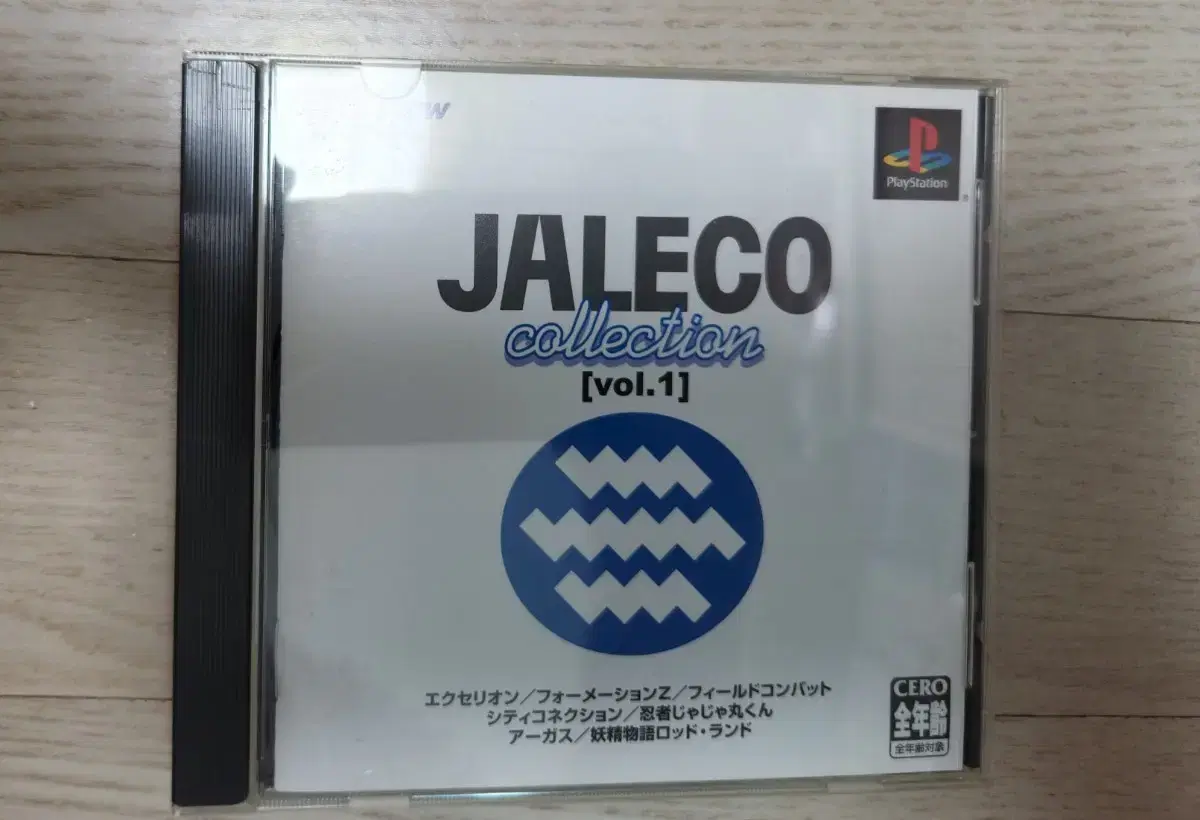 PlayStation
JALECO
collection
[vol.1]
エクセリオン／フォーメーションZ／フィールドコンバット
シティコネクション／忍者じゃじゃ丸くん
アーガス／妖精物語ロッド・ランド
CERO
全年齢
全年齢対象